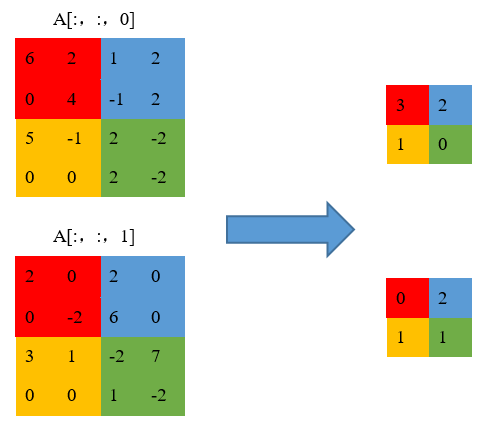 A[:，:，0]
6 2 1 2
0 4 -1 2
5 -1 2 -2
0 0 2 -2
3 2
1 0
A[:，:，1]
2 0 2 0
0 -2 6 0
3 1 -2 7
0 0 1 -2
0 2
1 1